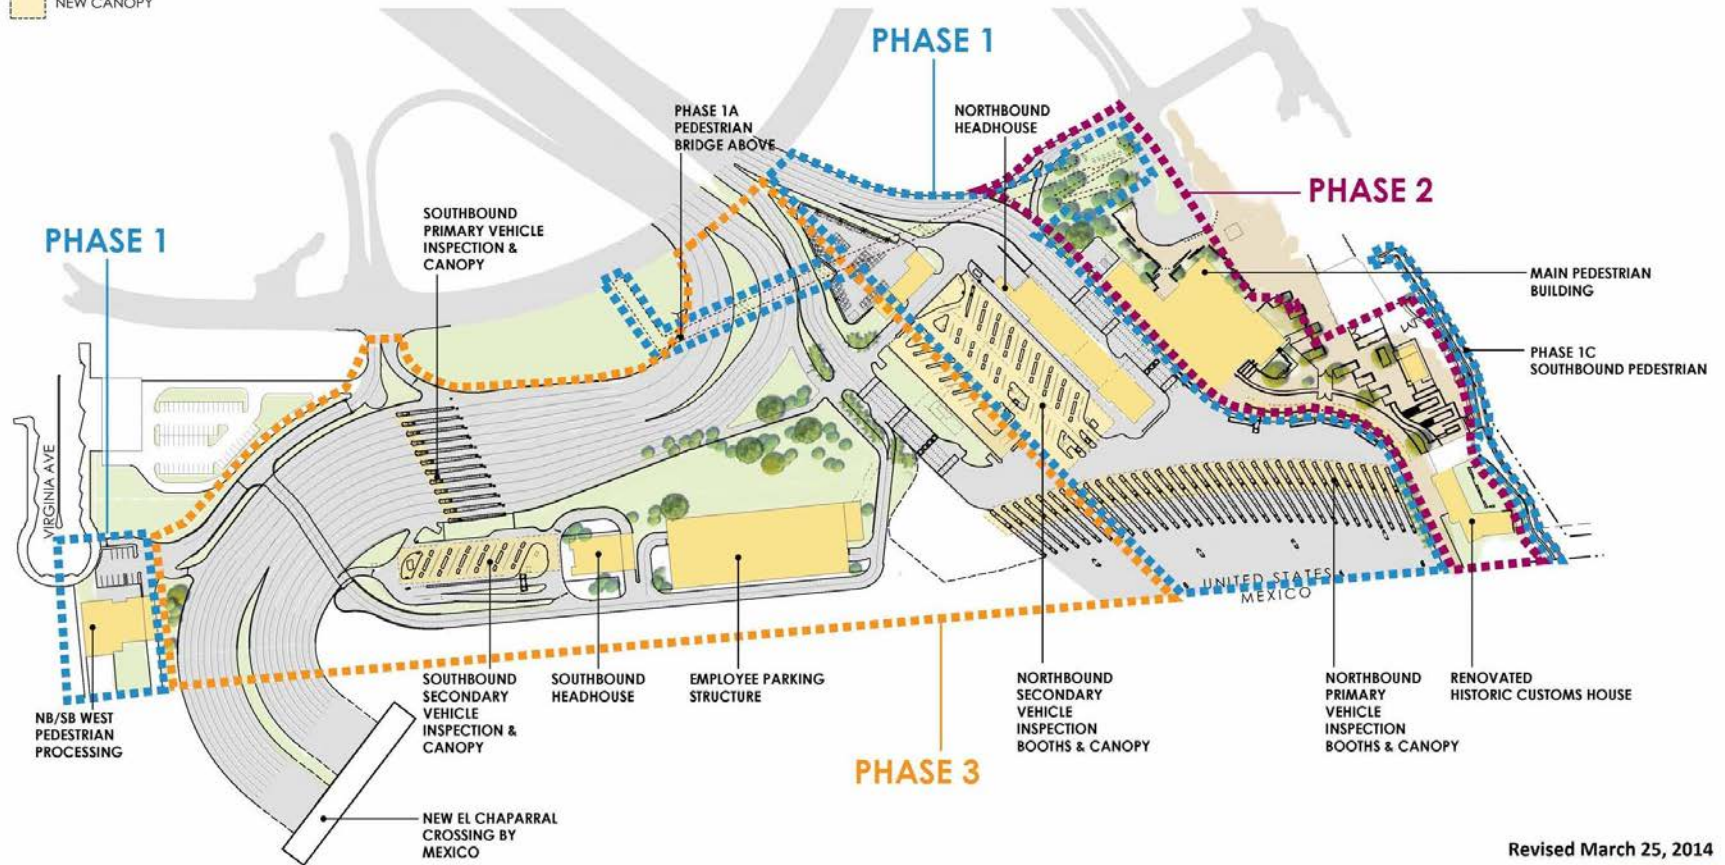 NEW CANOPY
PHASE 1
PHASE 1A
PEDESTRIAN
BRIDGE ABOVE
NORTHBOUND
HEADHOUSE
PHASE 2
SOUTHBOUND
PRIMARY VEHICLE
INSPECTION &
CANOPY
PHASE 1
MAIN PEDESTRIAN
BUILDING
PHASE 1C
SOUTHBOUND PEDESTRIAN
VIRGINIA AVE
UNITED STATES
MEXICO
NB/SB WEST
PEDESTRIAN
PROCESSING
SOUTHBOUND
SECONDARY
VEHICLE
INSPECTION &
CANOPY
SOUTHBOUND
HEADHOUSE
EMPLOYEE PARKING
STRUCTURE
NORTHBOUND
SECONDARY
VEHICLE
INSPECTION
BOOTHS & CANOPY
NORTHBOUND
PRIMARY
VEHICLE
INSPECTION
BOOTHS & CANOPY
RENOVATED
HISTORIC CUSTOMS HOUSE
PHASE 3
NEW EL CHAPARRAL
CROSSING BY
MEXICO
Revised March 25, 2014